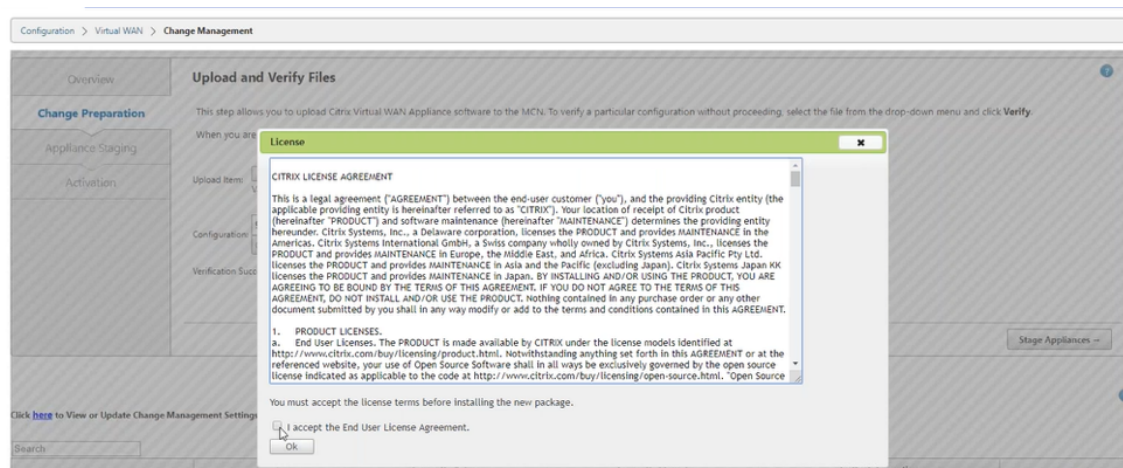 Configuration > Virtual WAN > Change Management
Overview
Change Preparation
Appliance Staging
Activation
Upload and Verify Files
This step allows you to upload Citrix Virtual WAN Appliance software to the MCN. To verify a particular configuration without proceeding, select the file from the drop-down menu and click Verify.
When you are
Upload Item:
Configuration:
Verification Succ
License
CITRIX LICENSE AGREEMENT
This is a legal agreement ("AGREEMENT") between the end-user customer ("you"), and the providing Citrix entity (the
applicable providing entity is hereinafter referred to as "CITRIX"). Your location of receipt of Citrix product
(hereinafter "PRODUCT") and software maintenance (hereinafter "MAINTENANCE") determines the providing entity
hereunder. Citrix Systems, Inc., a Delaware corporation, licenses the PRODUCT and provides MAINTENANCE in the
Americas. Citrix Systems International GmbH, a Swiss company wholly owned by Citrix Systems, Inc., licenses the
PRODUCT and provides MAINTENANCE in Europe, the Middle East, and Africa. Citrix Systems Asia Pacific Pty Ltd.
licenses the PRODUCT and provides MAINTENANCE in Asia and the Pacific (excluding Japan). Citrix Systems Japan KK
licenses the PRODUCT and provides MAINTENANCE in Japan. BY INSTALLING AND/OR USING THE PRODUCT, YOU ARE
AGREEING TO BE BOUND BY THE TERMS OF THIS AGREEMENT. IF YOU DO NOT AGREE TO THE TERMS OF THIS
AGREEMENT, DO NOT INSTALL AND/OR USE THE PRODUCT. Nothing contained in any purchase order or any other
document submitted by you shall in any way modify or add to the terms and conditions contained in this AGREEMENT.
1. PRODUCT LICENSES.
a. End User Licenses. The PRODUCT is made available by CITRIX under the license models identified at
http://www.citrix.com/buy/licensing/product.html. Notwithstanding anything set forth in this AGREEMENT or at the
referenced website, your use of Open Source Software shall in all ways be exclusively governed by the open source
license indicated as applicable to the code at http://www.citrix.com/buy/licensing/open-source.html. "Open Source
You must accept the license terms before installing the new package.
I accept the End User License Agreement.
Ok
Stage Appliances →
Click here to View or Update Change Management Settings
Search